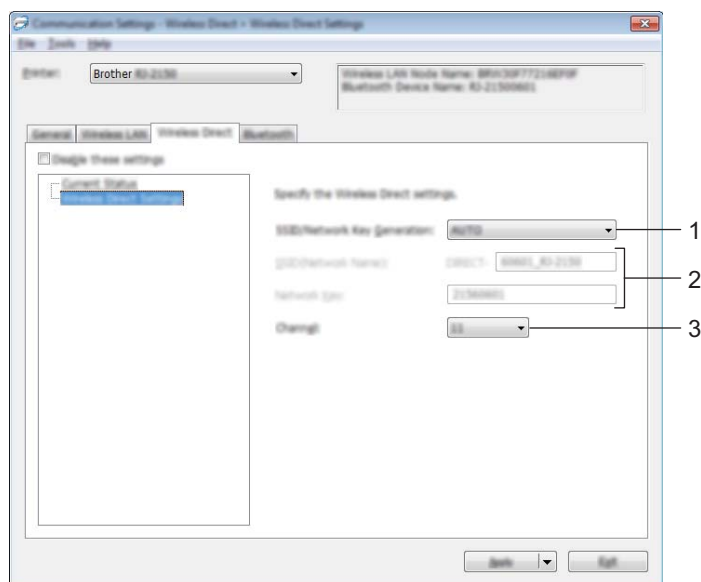 Communication Settings - Wireless Direct > Wireless Direct Settings
File Tools Help
Printer:
Brother RJ-2150
Wireless LAN Node Name:
Bluetooth Device Name: RJ-21500601
General Wireless LAN Wireless Direct Bluetooth
Disable these settings
Current Status
Wireless Direct Settings
Specify the Wireless Direct settings.
SSID/Network Key Generation: AUTO 1
SSID(Network Name): DIRECT-
2
Network Key:
Channel: 11 3
Apply Exit